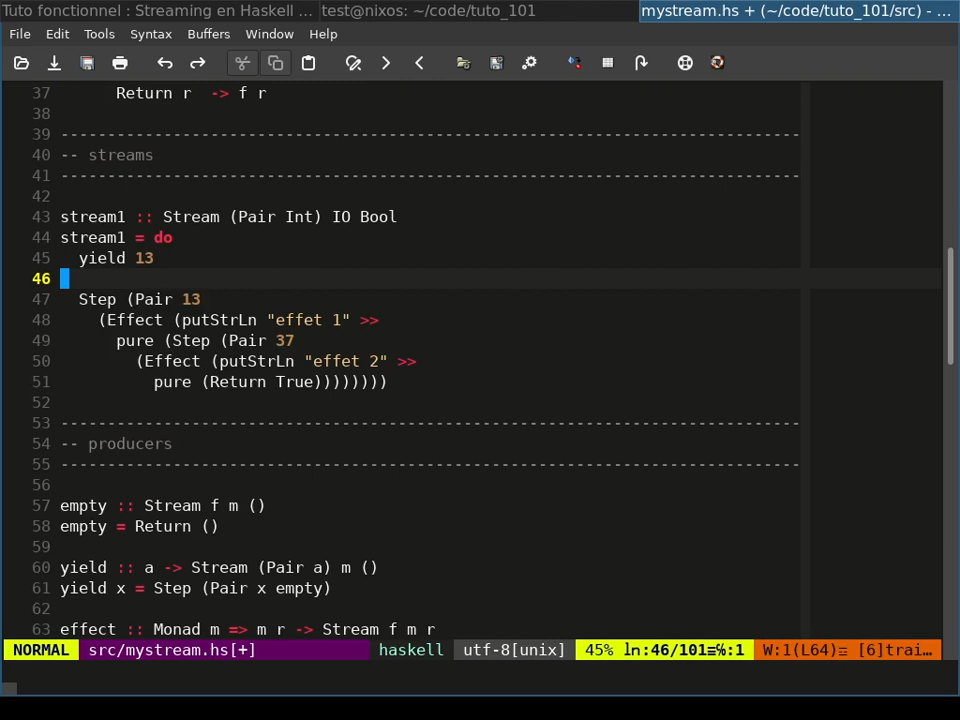 Tuto fonctionnel : Streaming en Haskell ... test@nixos: ~/code/tuto_101 mystream.hs + (~/code/tuto_101/src) - ...
File Edit Tools Syntax Buffers Window Help
37 Return r -> f r
38
39 -------------------------------------------------------------------------------
40 -- streams
41 -------------------------------------------------------------------------------
42
43 stream1 :: Stream (Pair Int) IO Bool
44 stream1 = do
45 yield 13
46
47 Step (Pair 13
48 (Effect (putStrLn "effet 1" >>
49 pure (Step (Pair 37
50 (Effect (putStrLn "effet 2" >>
51 pure (Return True))))))))
52
53 -------------------------------------------------------------------------------
54 -- producers
55 -------------------------------------------------------------------------------
56
57 empty :: Stream f m ()
58 empty = Return ()
59
60 yield :: a -> Stream (Pair a) m ()
61 yield x = Step (Pair x empty)
62
63 effect :: Monad m => m r -> Stream f m r
NORMAL src/mystream.hs[+] haskell utf-8[unix] 45% ln:46/101≡℅:1 W:1(L64)≡ [6]trai…